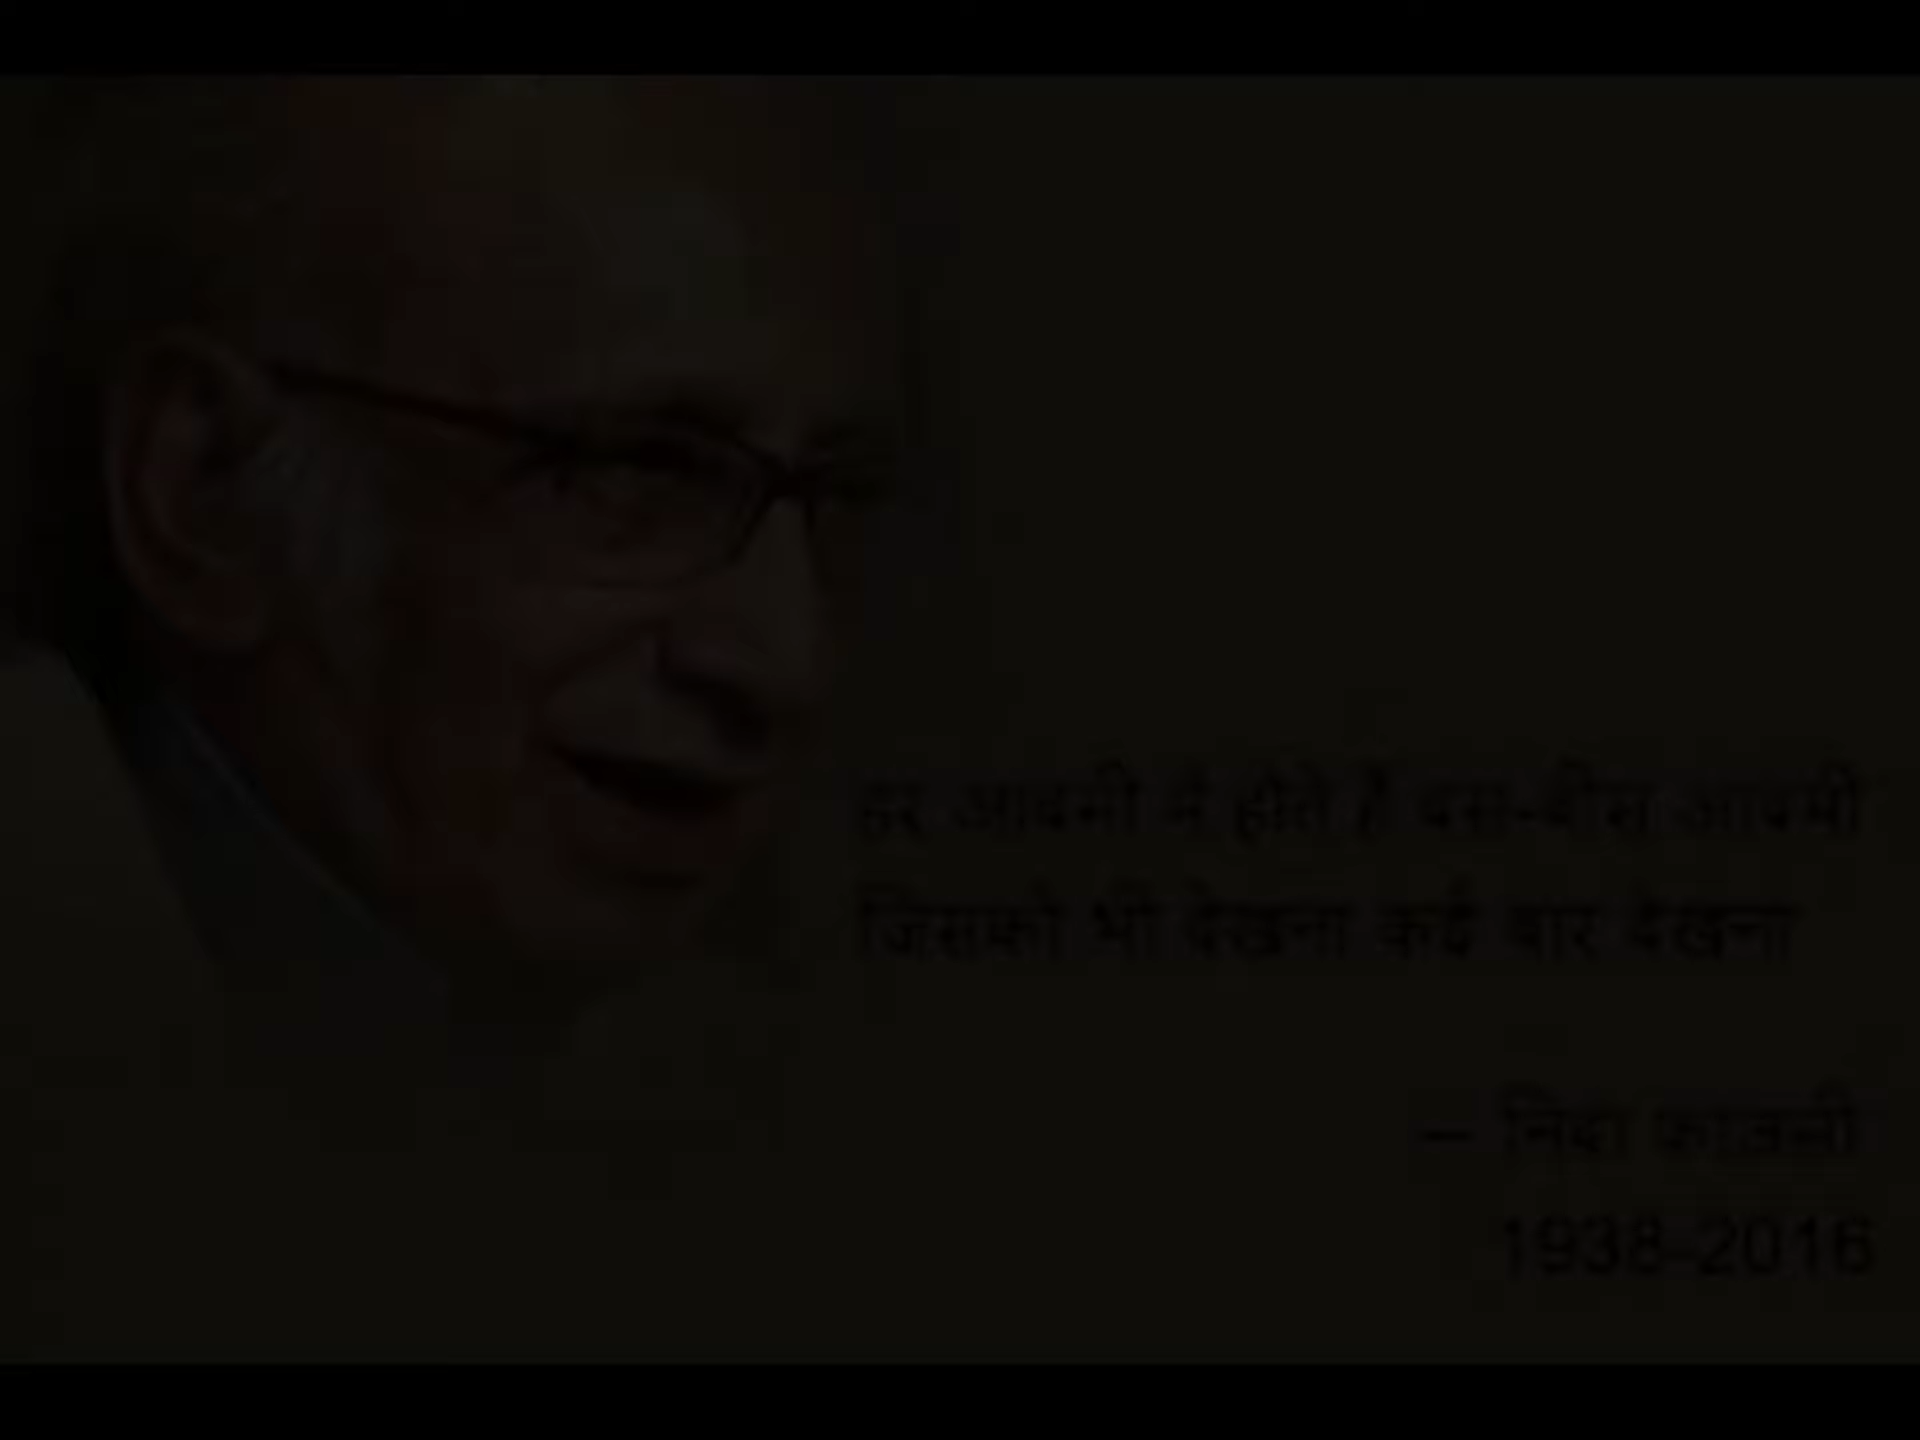 हर आदमी में होते हैं दस-बीस आदमी
जिसको भी देखना कई बार देखना
– निदा फ़ाज़ली
1938-2016